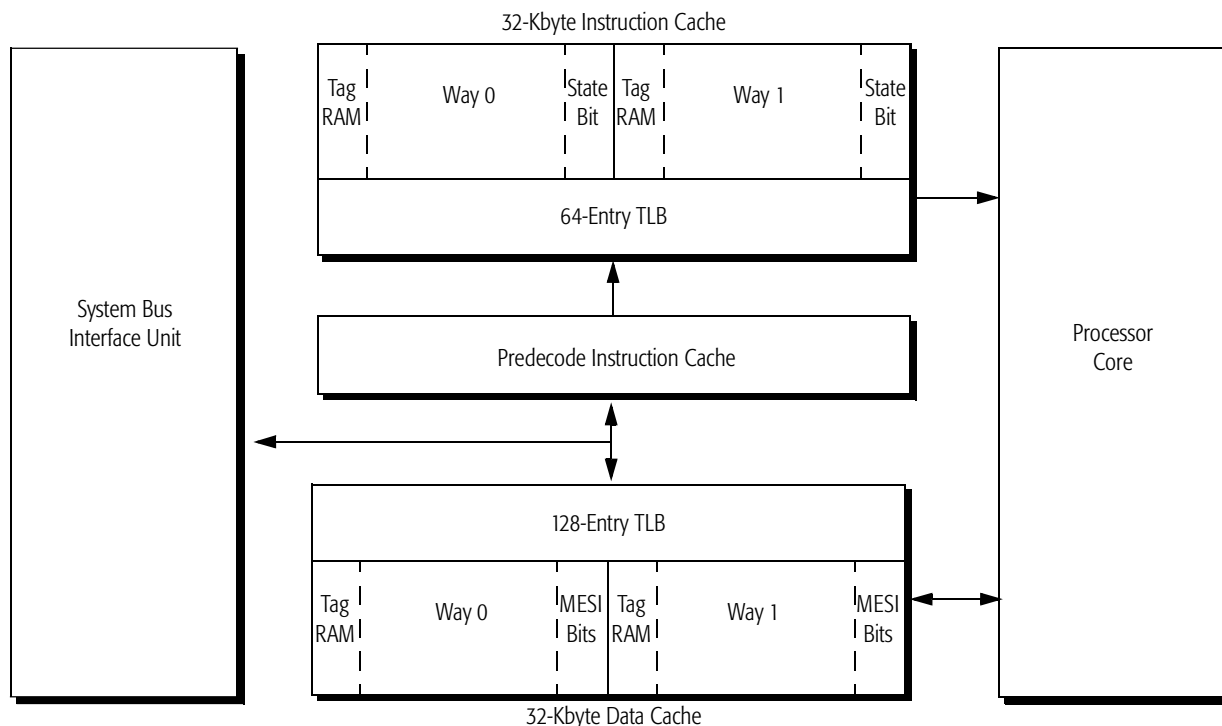 32-Kbyte Instruction Cache
Tag
RAM
Way 0
State
Bit
Tag
RAM
Way 1
State
Bit
64-Entry TLB
System Bus
Interface Unit
Predecode Instruction Cache
Processor
Core
128-Entry TLB
Tag
RAM
Way 0
MESI
Bits
Tag
RAM
Way 1
MESI
Bits
32-Kbyte Data Cache